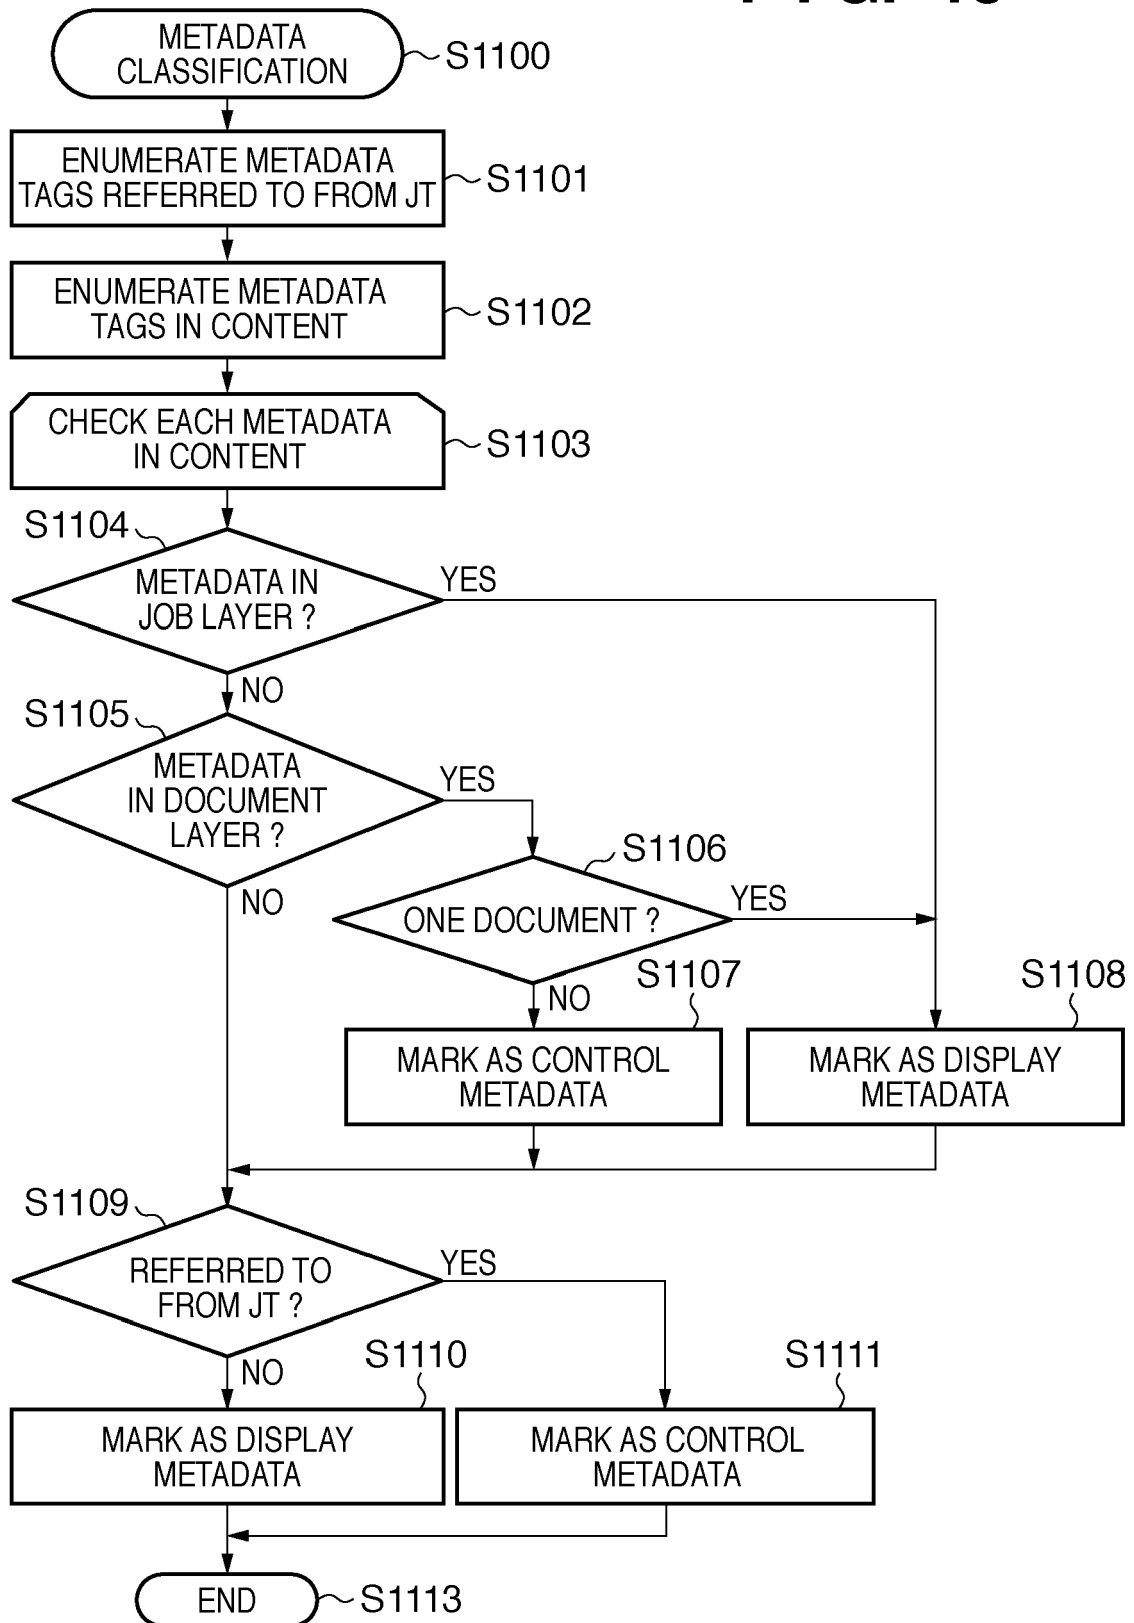 METADATA
CLASSIFICATION
S1100
ENUMERATE METADATA
TAGS REFERRED TO FROM JT
S1101
ENUMERATE METADATA
TAGS IN CONTENT
S1102
CHECK EACH METADATA
IN CONTENT
S1103
S1104
METADATA IN
JOB LAYER ?
YES
NO
S1105
METADATA
IN DOCUMENT
LAYER ?
YES
NO
S1106
ONE DOCUMENT ?
YES
NO
S1107
MARK AS CONTROL
METADATA
S1108
MARK AS DISPLAY
METADATA
S1109
REFERRED TO
FROM JT ?
YES
NO
S1110
MARK AS DISPLAY
METADATA
S1111
MARK AS CONTROL
METADATA
END
S1113